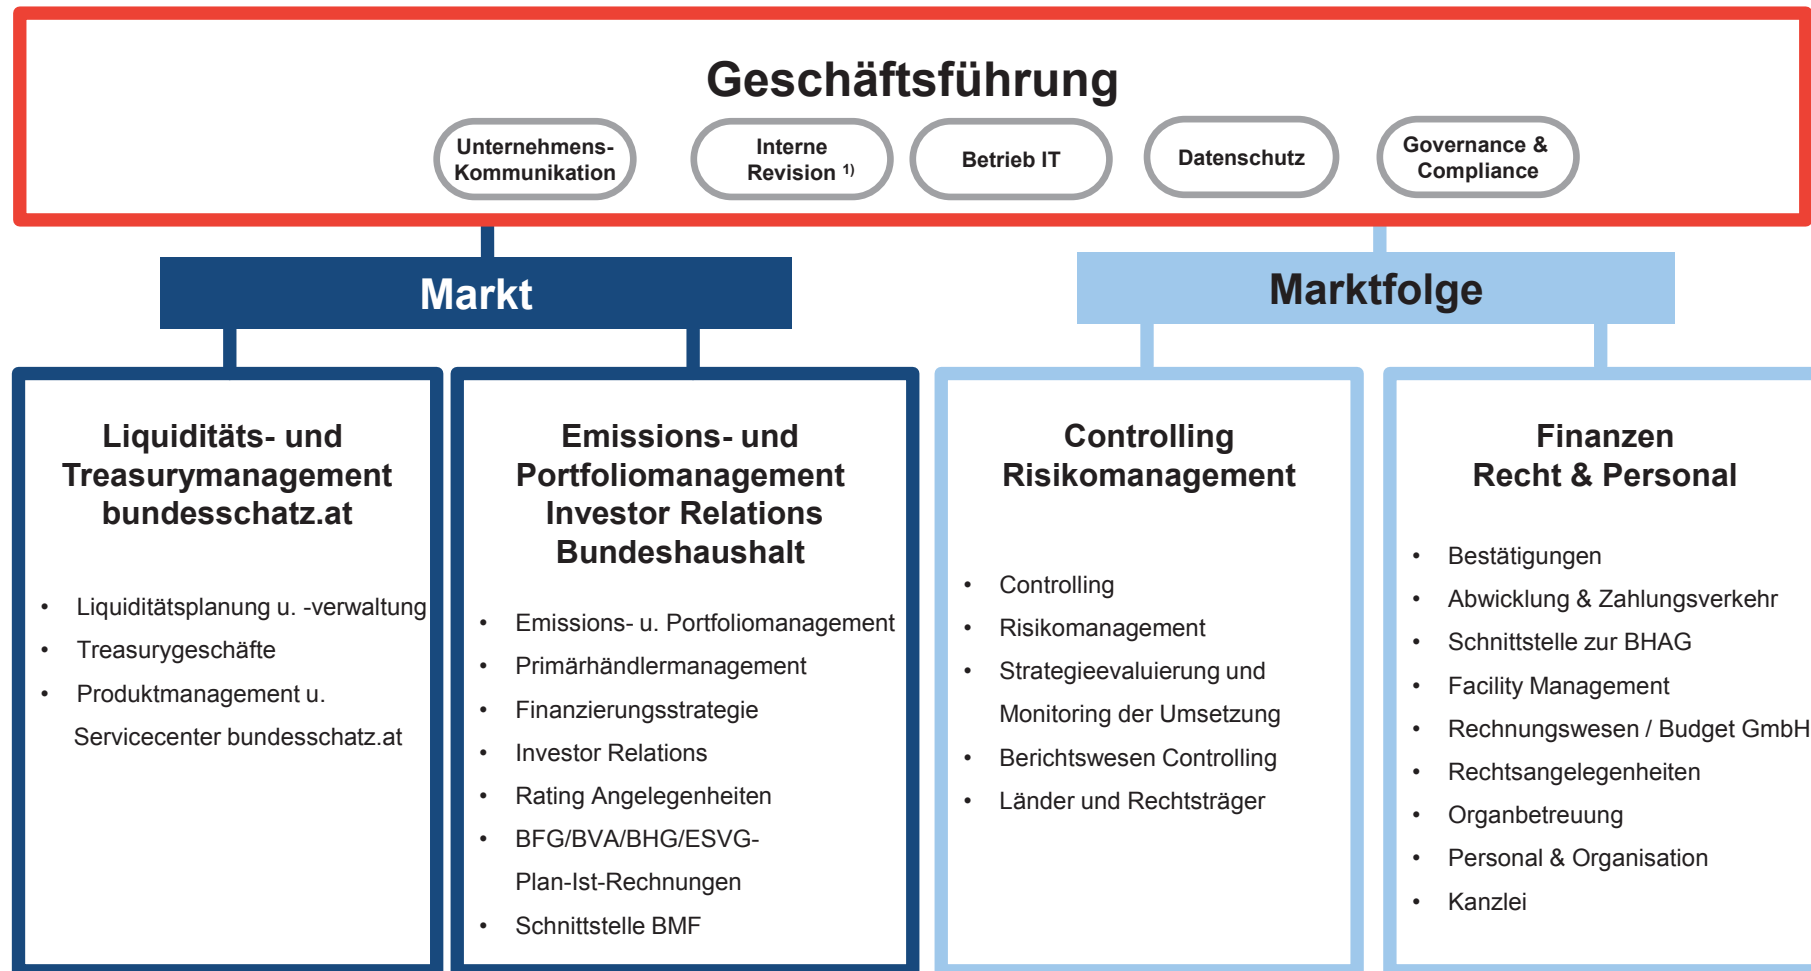 Geschäftsführung
Unternehmens-
Kommunikation
Interne
Revision 1)
Betrieb IT
Datenschutz
Governance &
Compliance
Markt
Marktfolge
Liquiditäts- und
Treasurymanagement
bundesschatz.at
• Liquiditätsplanung u. -verwaltung
• Treasurygeschäfte
• Produktmanagement u.
Servicecenter bundesschatz.at
Emissions- und
Portfoliomanagement
Investor Relations
Bundeshaushalt
• Emissions- u. Portfoliomanagement
• Primärhändlermanagement
• Finanzierungsstrategie
• Investor Relations
• Rating Angelegenheiten
• BFG/BVA/BHG/ESVG-
Plan-Ist-Rechnungen
• Schnittstelle BMF
Controlling
Risikomanagement
• Controlling
• Risikomanagement
• Strategieevaluierung und
Monitoring der Umsetzung
• Berichtswesen Controlling
• Länder und Rechtsträger
Finanzen
Recht & Personal
• Bestätigungen
• Abwicklung & Zahlungsverkehr
• Schnittstelle zur BHAG
• Facility Management
• Rechnungswesen / Budget GmbH
• Rechtsangelegenheiten
• Organbetreuung
• Personal & Organisation
• Kanzlei